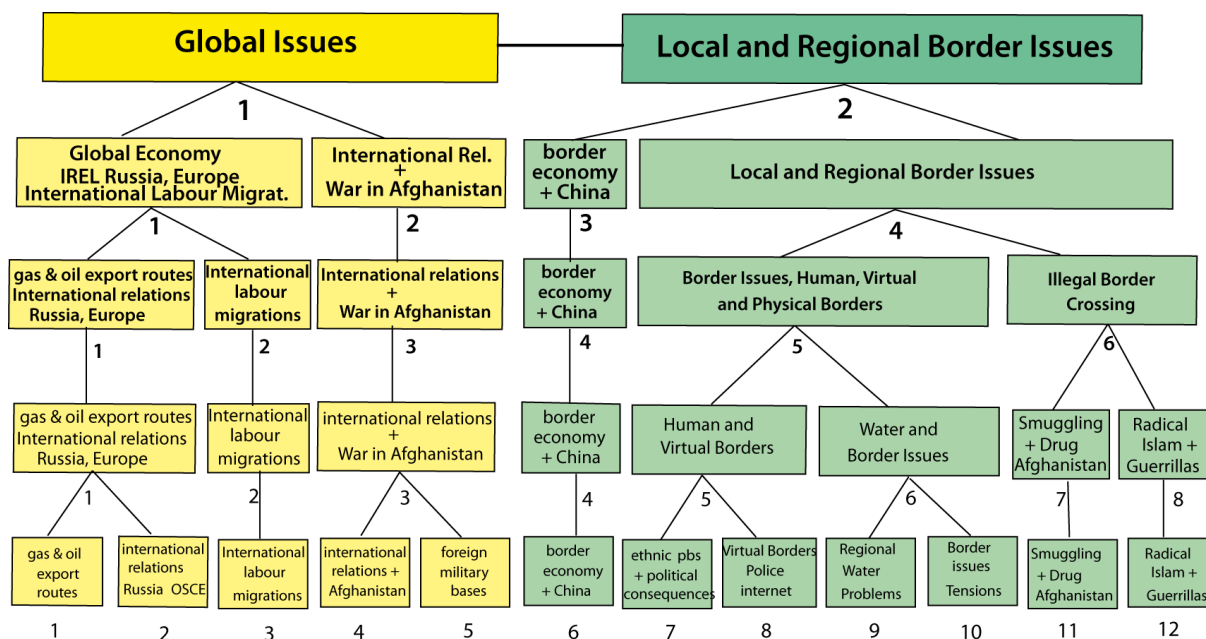 Global Issues
Local and Regional Border Issues
1
2
Global Economy
IREL Russia, Europe
International Labour Migrat.
International Rel.
+
War in Afghanistan
border
economy
+ China
Local and Regional Border Issues
1
2
3
4
gas & oil export routes
International relations
Russia, Europe
International
labour
migrations
International relations
+
War in Afghanistan
border
economy
+ China
Border Issues, Human, Virtual
and Physical Borders
Illegal Border
Crossing
1
2
3
4
5
6
gas & oil export routes
International relations
Russia, Europe
International
labour
migrations
international relations
+
War in Afghanistan
border
economy
+ China
Human and
Virtual Borders
Water and
Border Issues
Smuggling
+ Drug
Afghanistan
Radical
Islam +
Guerrillas
1
2
3
4
5
6
7
8
gas & oil
export
routes
international
relations
Russia OSCE
International
labour
migrations
international
relations +
Afghanistan
foreign
military
bases
border
economy
+ China
ethnic pbs
+ political
consequences
Virtual Borders
Police
internet
Regional
Water
Problems
Border
issues
Tensions
Smuggling
+ Drug
Afghanistan
Radical
Islam +
Guerrillas
1
2
3
4
5
6
7
8
9
10
11
12